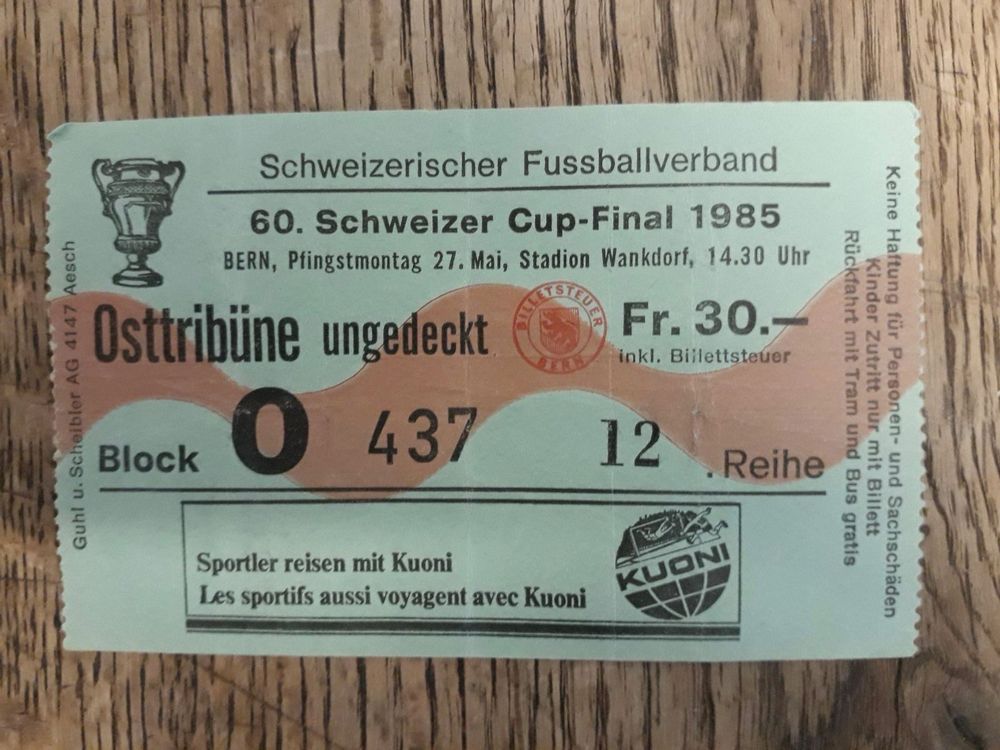 Schweizerischer Fussballverband
60. Schweizer Cup-Final 1985
BERN, Pfingstmontag 27. Mai, Stadion Wankdorf, 14.30 Uhr
Osttribüne ungedeckt
BILLETSTEUER
BERN
Fr. 30.—
inkl. Billettsteuer
Block O 437 12 . Reihe
Sportler reisen mit Kuoni
Les sportifs aussi voyagent avec Kuoni
KUONI
Guhl u. Scheibler AG 4147 Aesch
Keine Haftung für Personen- und Sachschäden
Kinder Zutritt nur mit Billett
Rückfahrt mit Tram und Bus gratis